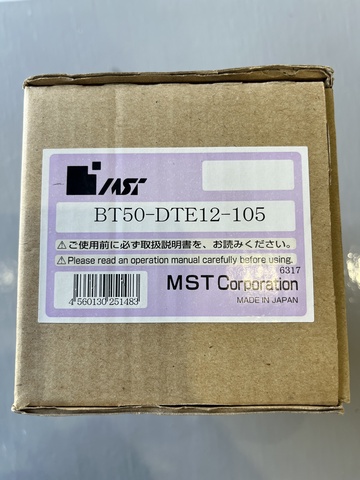 MST
BT50-DTE12-105
⚠ご使用前に必ず取扱説明書を、お読みください。
⚠Please read an operation manual carefully before using.
6317
4 560130 251483
MST Corporation
MADE IN JAPAN